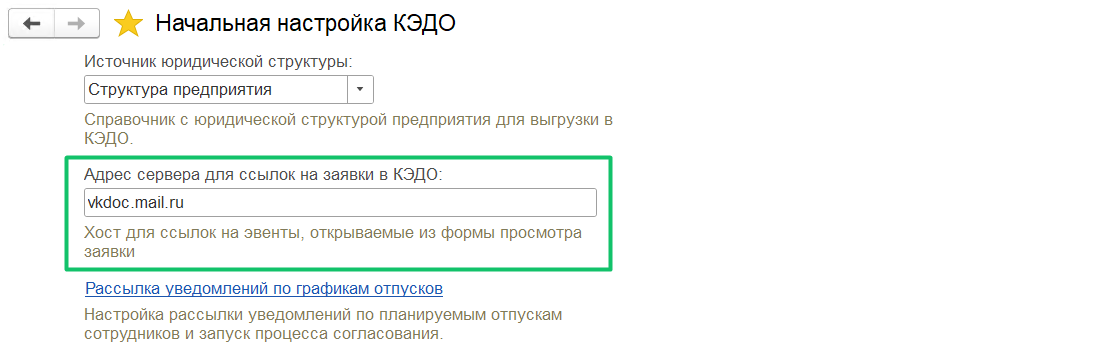 Начальная настройка КЭДО
Источник юридической структуры:
Структура предприятия
Справочник с юридической структурой предприятия для выгрузки в
КЭДО.
Адрес сервера для ссылок на заявки в КЭДО:
vkdoc.mail.ru
Хост для ссылок на эвенты, открываемые из формы просмотра
заявки
Рассылка уведомлений по графикам отпусков
Настройка рассылки уведомлений по планируемым отпускам
сотрудников и запуск процесса согласования.